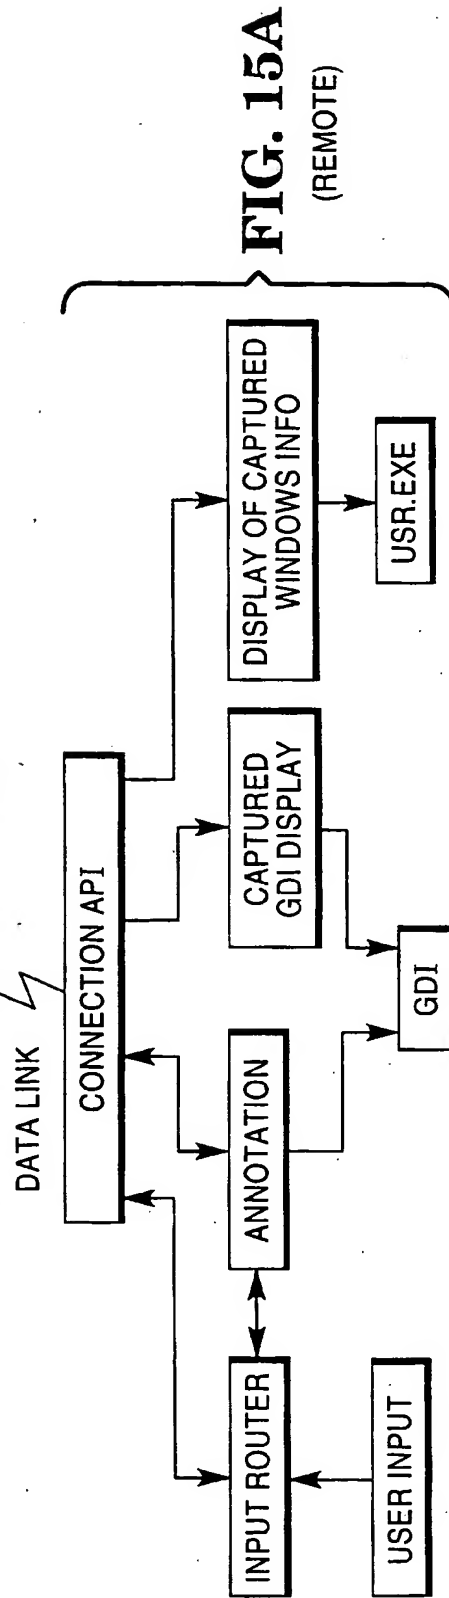 DATA LINK
CONNECTION API
INPUT ROUTER
ANNOTATION
CAPTURED
GDI DISPLAY
DISPLAY OF CAPTURED
WINDOWS INFO
USER INPUT
GDI
USR.EXE
FIG. 15A
(REMOTE)